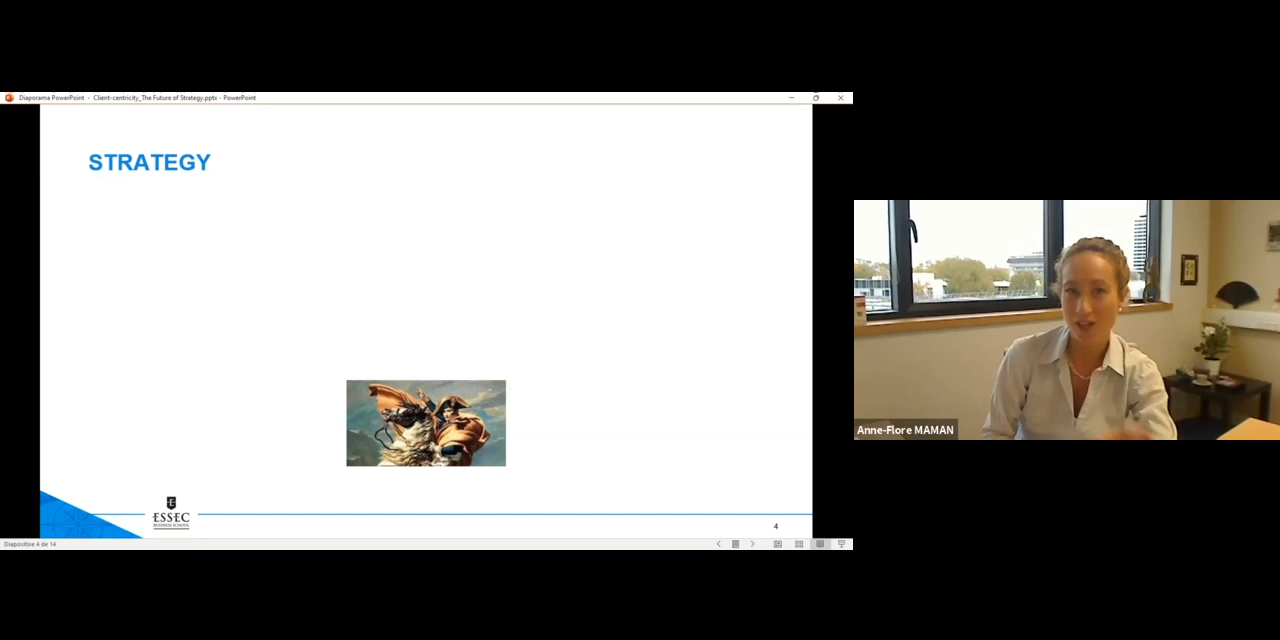 Diaporama PowerPoint - Client-centricity_The Future of Strategy.pptx - PowerPoint
STRATEGY
ESSEC
BUSINESS SCHOOL
4
Diapositive 4 de 14
Anne-Flore MAMAN